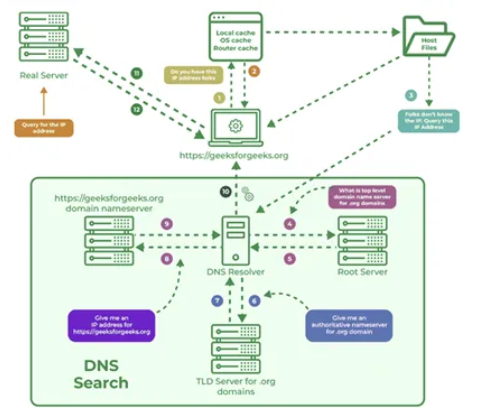 Local cache
OS cache
Router cache
Host
Files
Real Server
11
12
Do you have this
IP address folks
1
2
3
Query for the IP
address
Folks don't know
the IP. Query this
IP Address
https://geeksforgeeks.org
https://geeksforgeeks.org
domain nameserver
10
What is top level
domain name server
for .org domains
9
4
8
5
DNS Resolver
Root Server
7
6
Give me an
IP address for
https://geeksforgeeks.org
Give me an
authoritative nameserver
for .org domain
DNS
Search
TLD Server for .org
domains